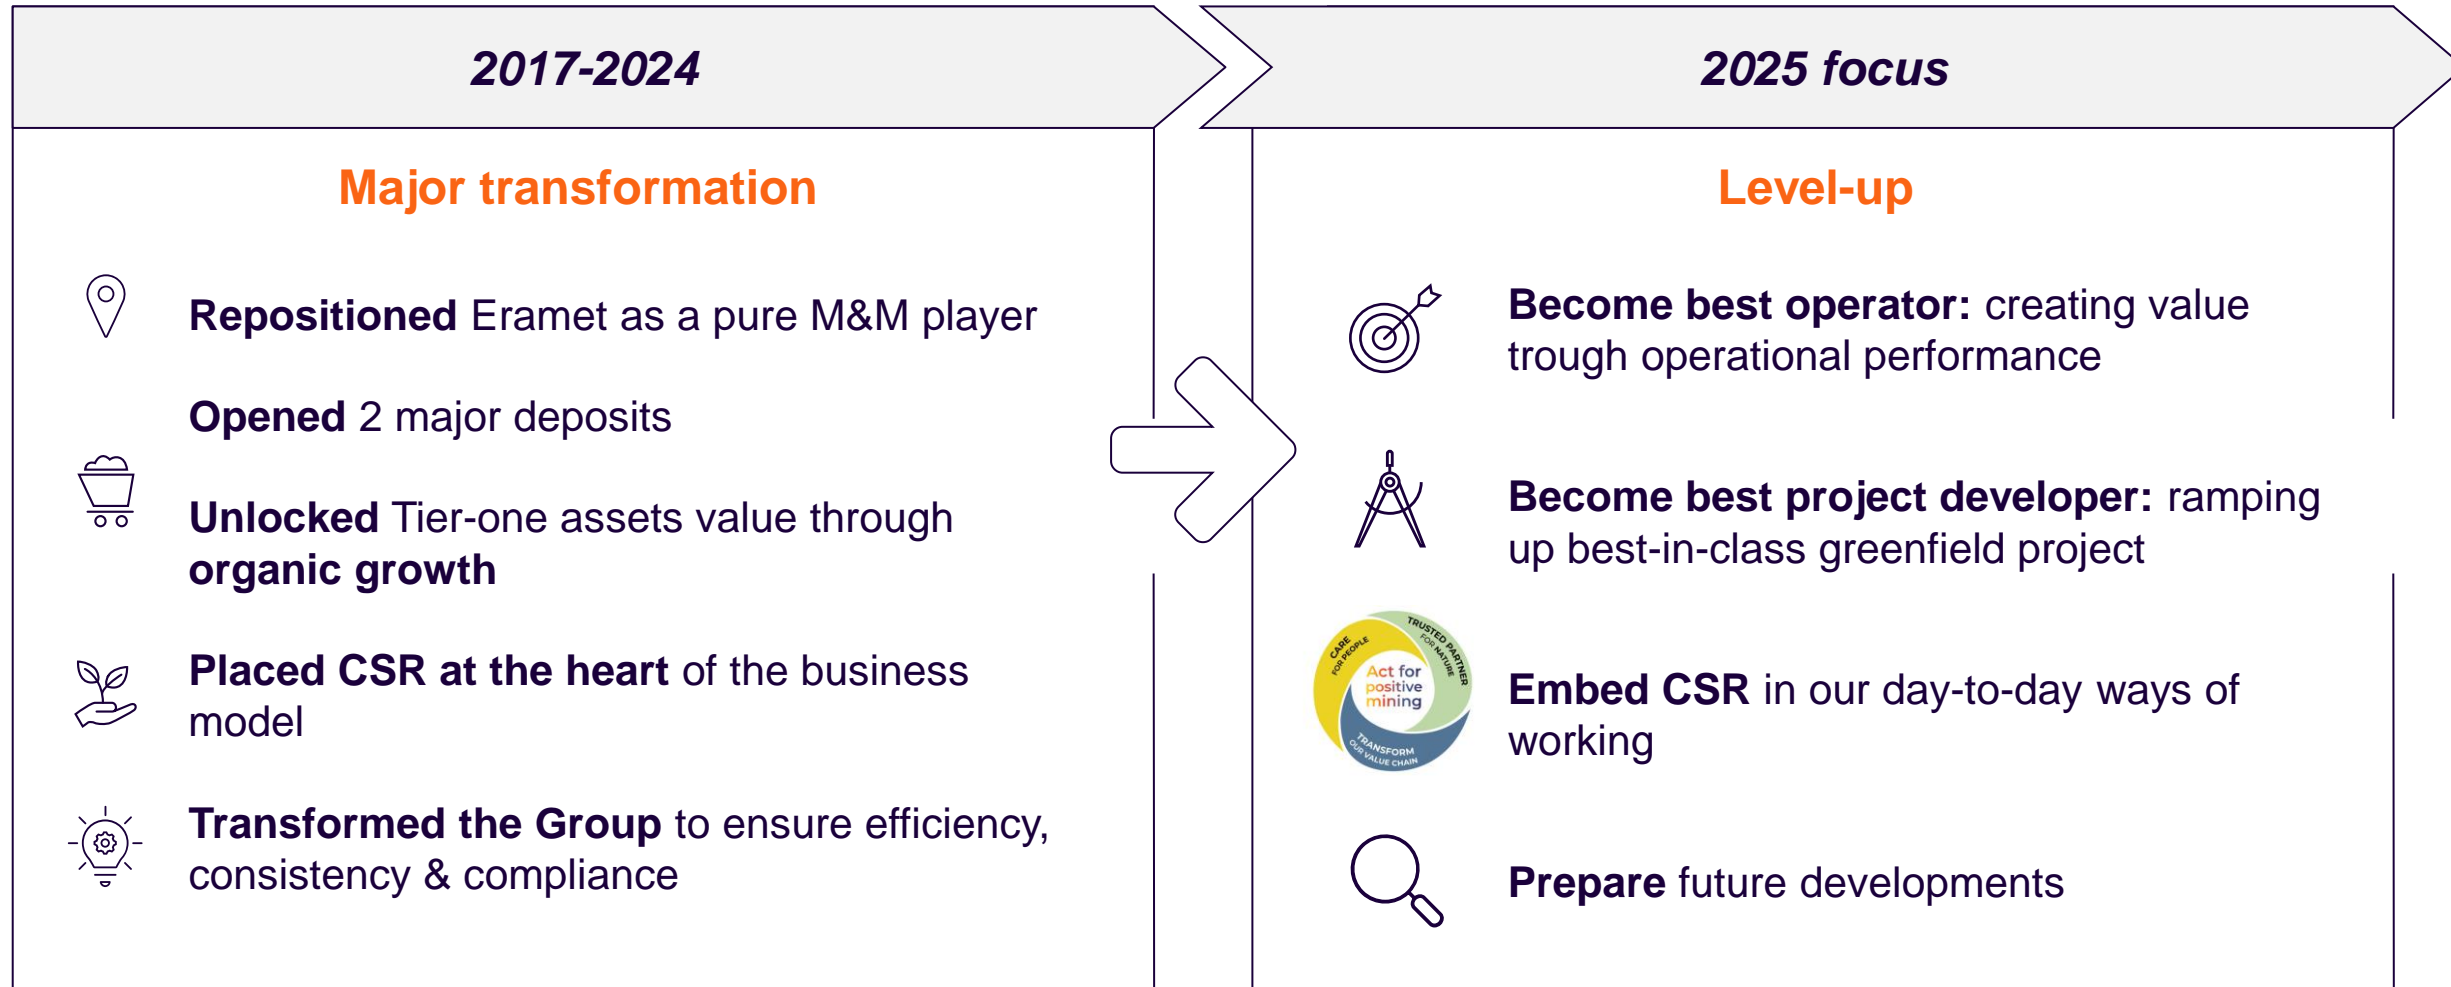 2017-2024
Major transformation
Repositioned Eramet as a pure M&M player
Opened 2 major deposits
Unlocked Tier-one assets value through
organic growth
Placed CSR at the heart of the business
model
Transformed the Group to ensure efficiency,
consistency & compliance
2025 focus
Level-up
Become best operator: creating value
trough operational performance
Become best project developer: ramping
up best-in-class greenfield project
CARE
FOR PEOPLE
TRUSTED PARTNER
FOR NATURE
Act for
positive
mining
TRANSFORM
OUR VALUE CHAIN
Embed CSR in our day-to-day ways of
working
Prepare future developments